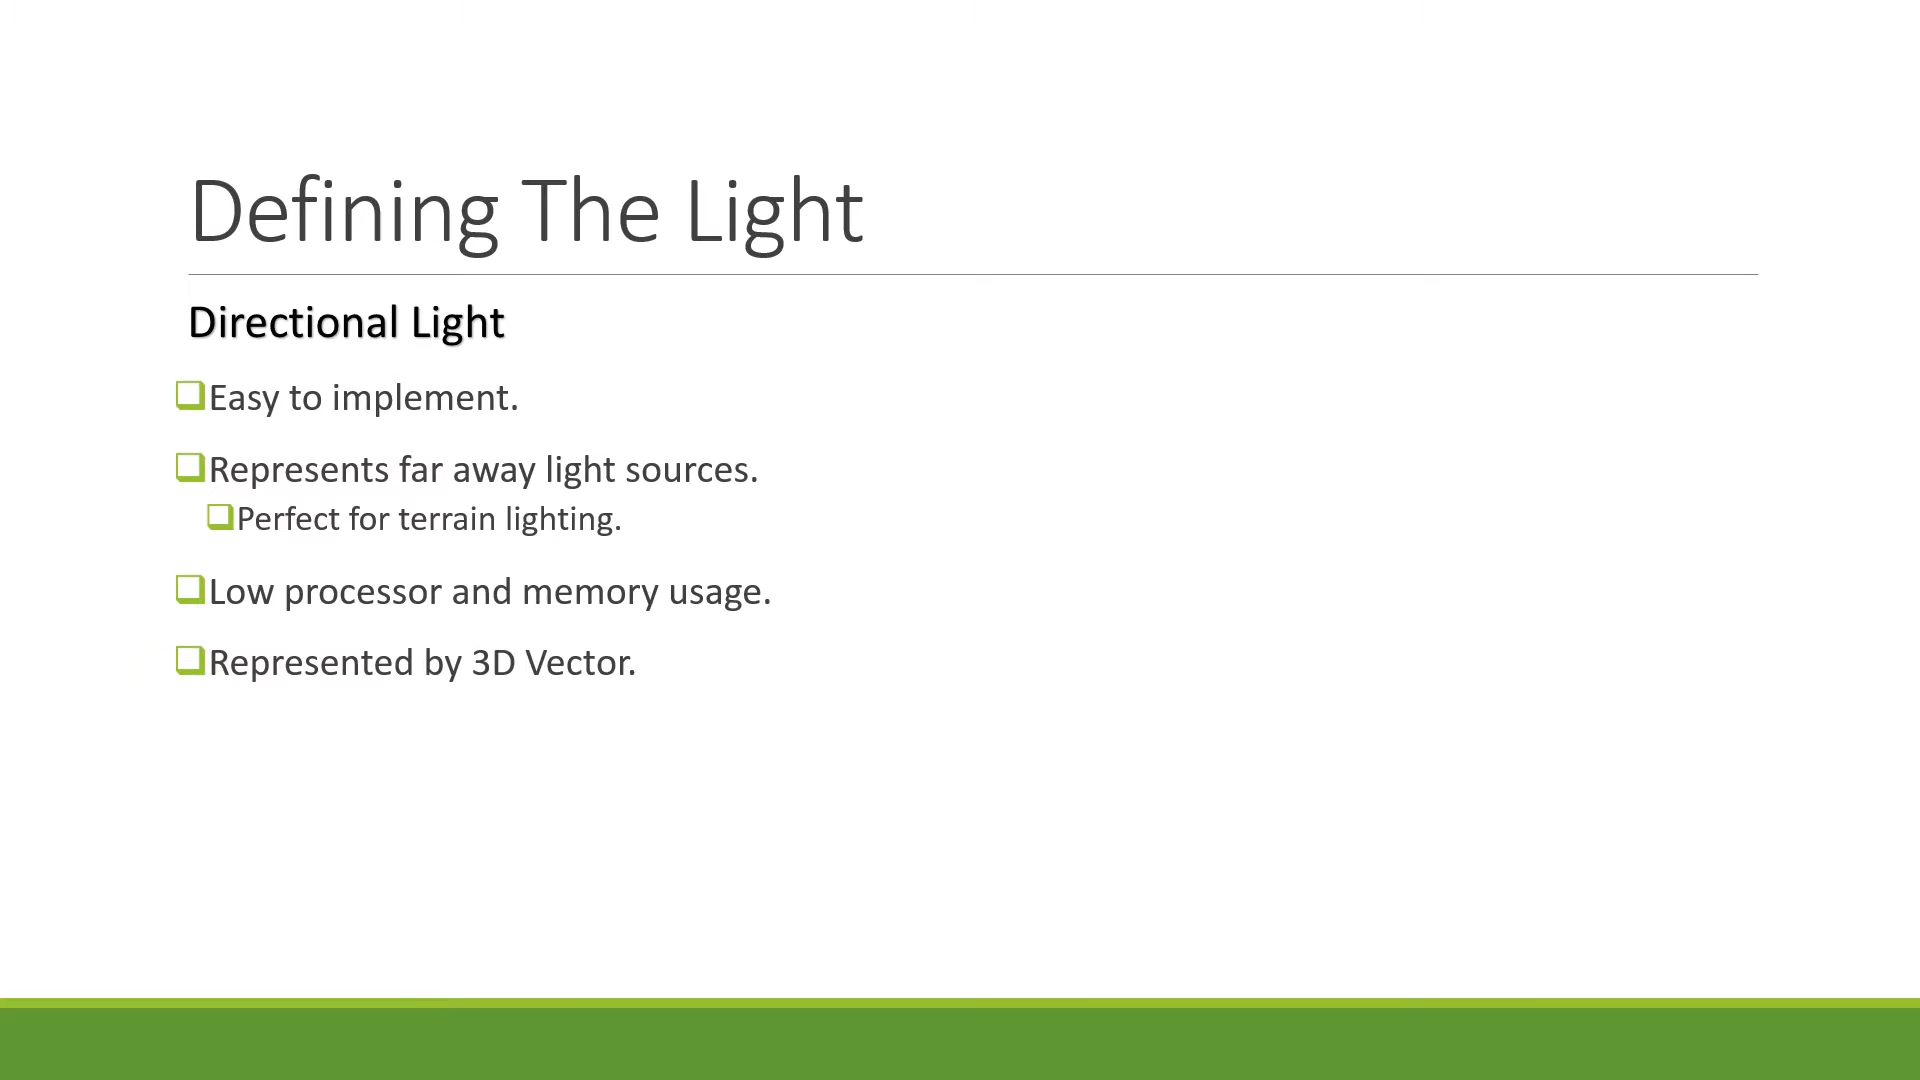 Defining The Light
Directional Light
Easy to implement.
Represents far away light sources.
Perfect for terrain lighting.
Low processor and memory usage.
Represented by 3D Vector.